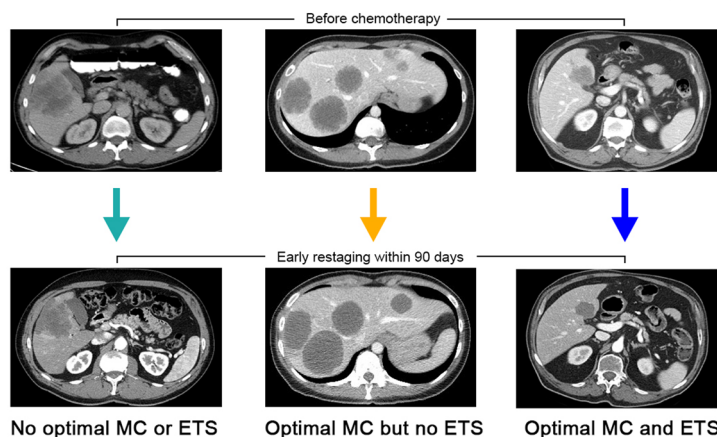 Before chemotherapy
Early restaging within 90 days
No optimal MC or ETS
Optimal MC but no ETS
Optimal MC and ETS